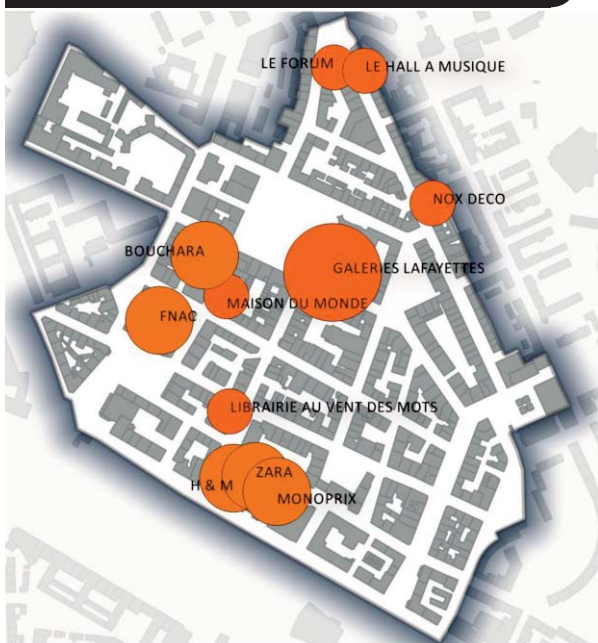 LE FORUM
LE HALL A MUSIQUE
NOX DECO
BOUCHARA
GALERIES LAFAYETTES
MAISON DU MONDE
FNAC
LIBRAIRIE AU VENT DES MOTS
ZARA
H & M
MONOPRIX